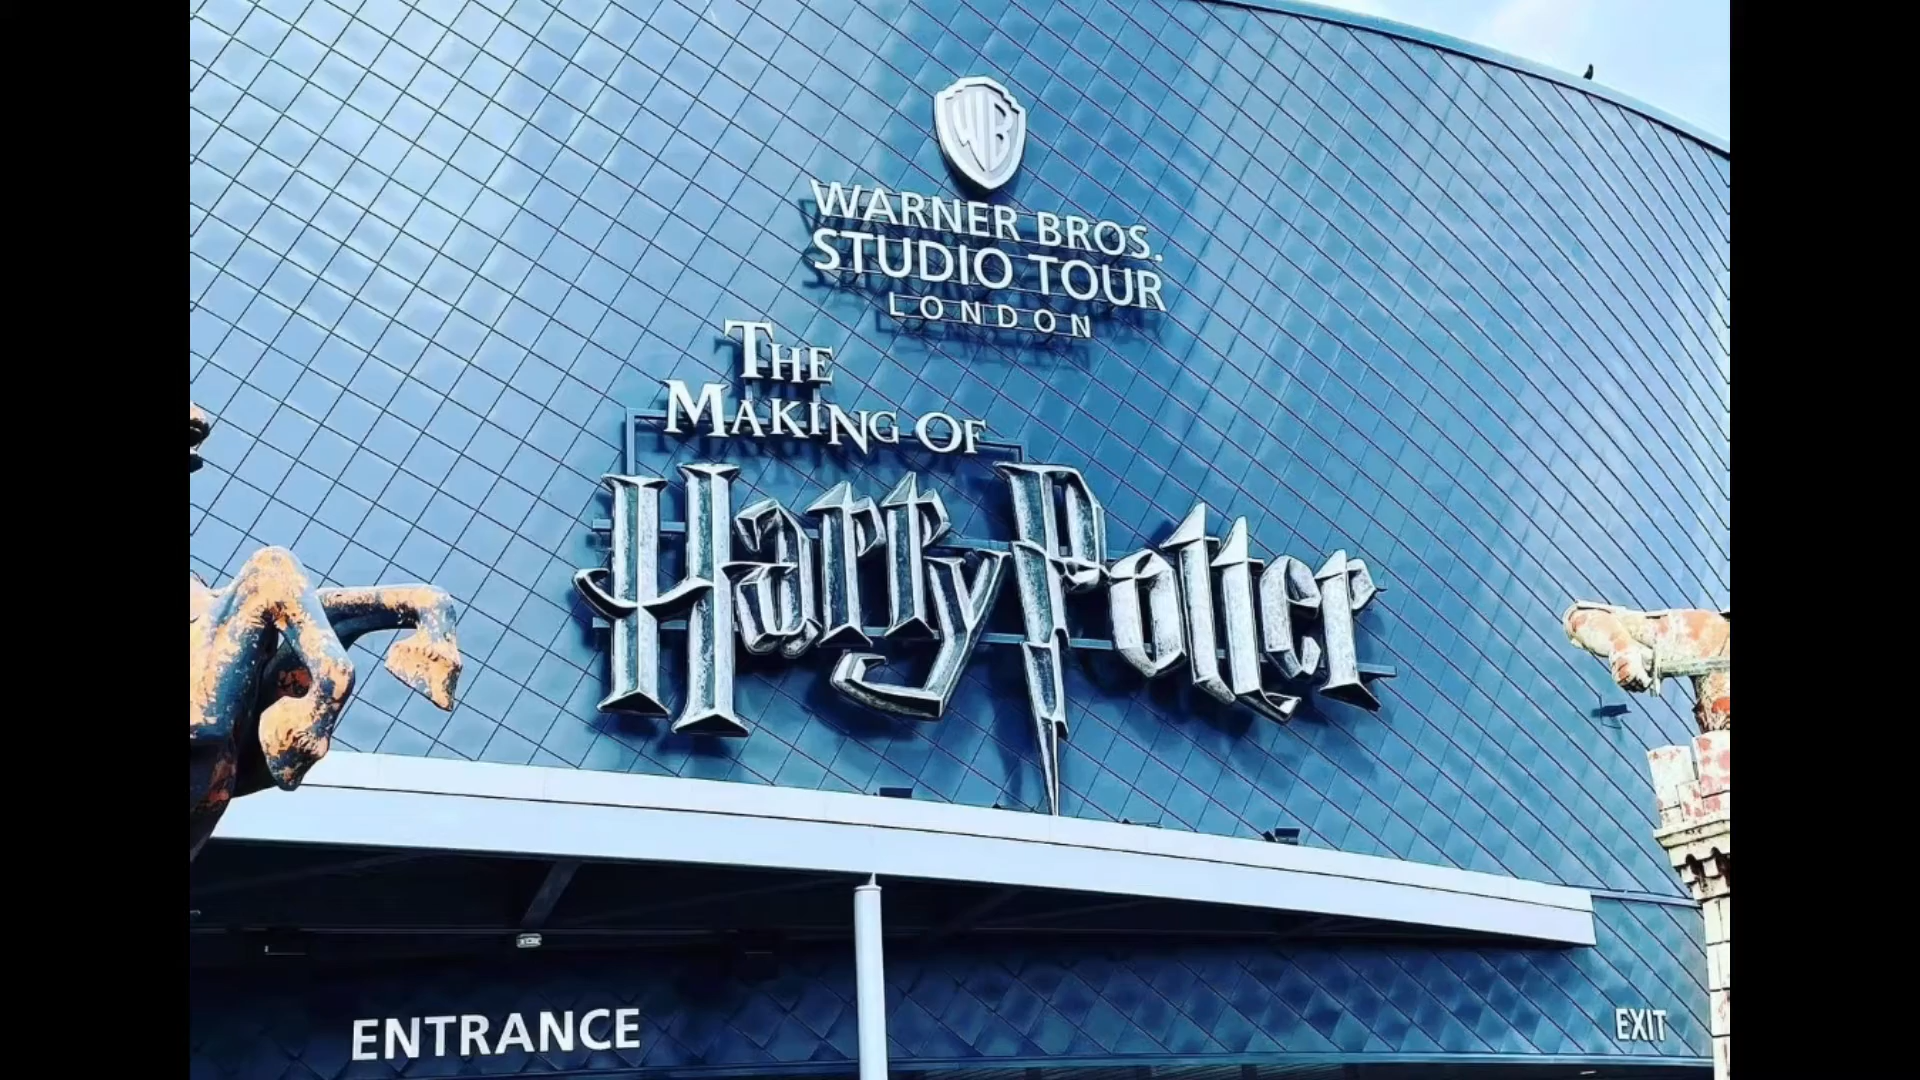 WB
WARNER BROS.
STUDIO TOUR
LONDON
THE
MAKING OF
Harry Potter
ENTRANCE
EXIT